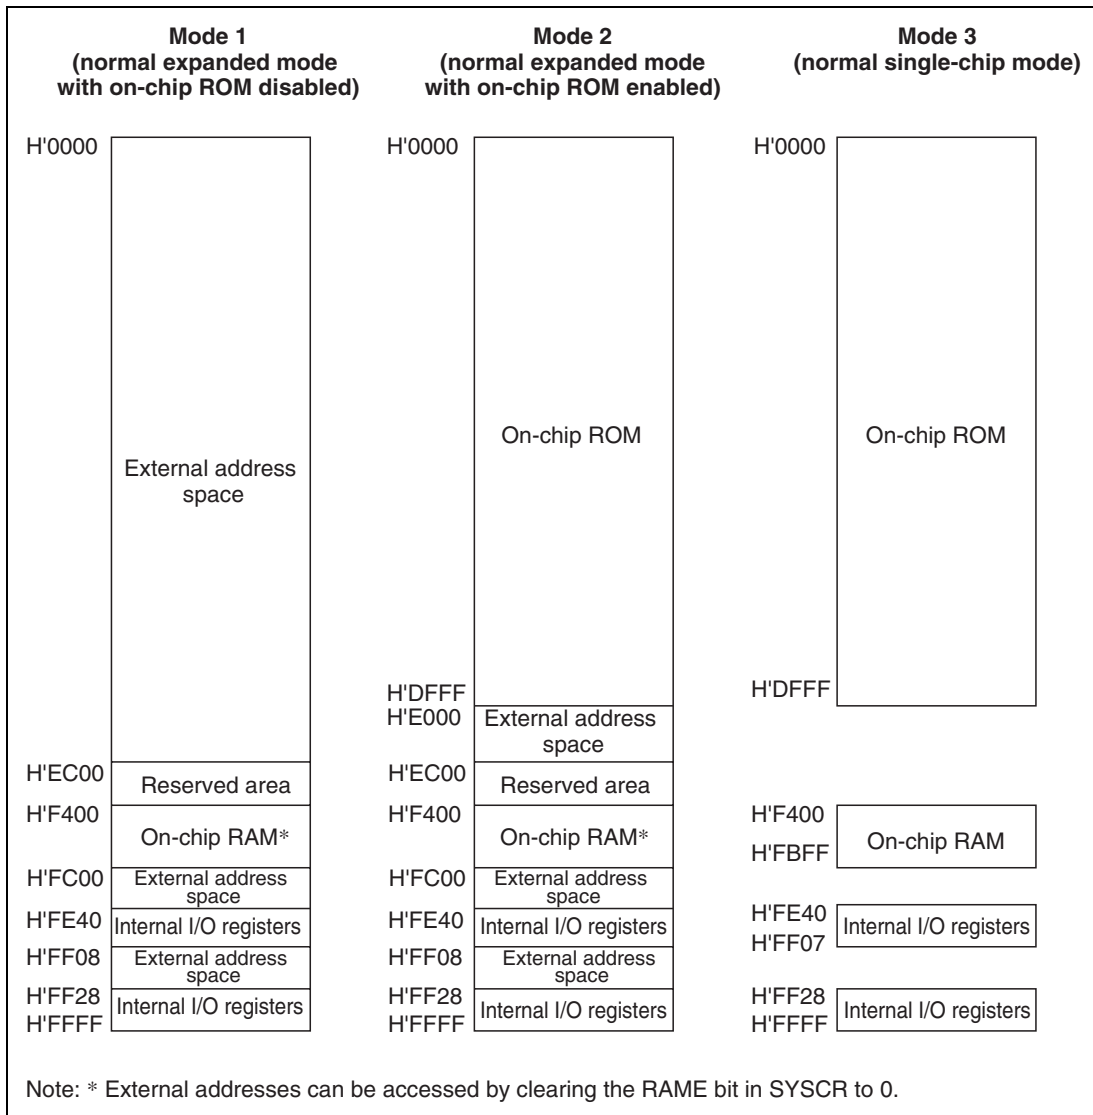 Mode 1
(normal expanded mode
with on-chip ROM disabled)
H'0000
External address
space
H'EC00
Reserved area
H'F400
On-chip RAM*
H'FC00
External address
space
H'FE40
Internal I/O registers
H'FF08
External address
space
H'FF28
Internal I/O registers
H'FFFF
Mode 2
(normal expanded mode
with on-chip ROM enabled)
H'0000
On-chip ROM
H'DFFF
H'E000
External address
space
H'EC00
Reserved area
H'F400
On-chip RAM*
H'FC00
External address
space
H'FE40
Internal I/O registers
H'FF08
External address
space
H'FF28
Internal I/O registers
H'FFFF
Mode 3
(normal single-chip mode)
H'0000
On-chip ROM
H'DFFF
H'F400
On-chip RAM
H'FBFF
H'FE40
Internal I/O registers
H'FF07
H'FF28
Internal I/O registers
H'FFFF
Note: * External addresses can be accessed by clearing the RAME bit in SYSCR to 0.